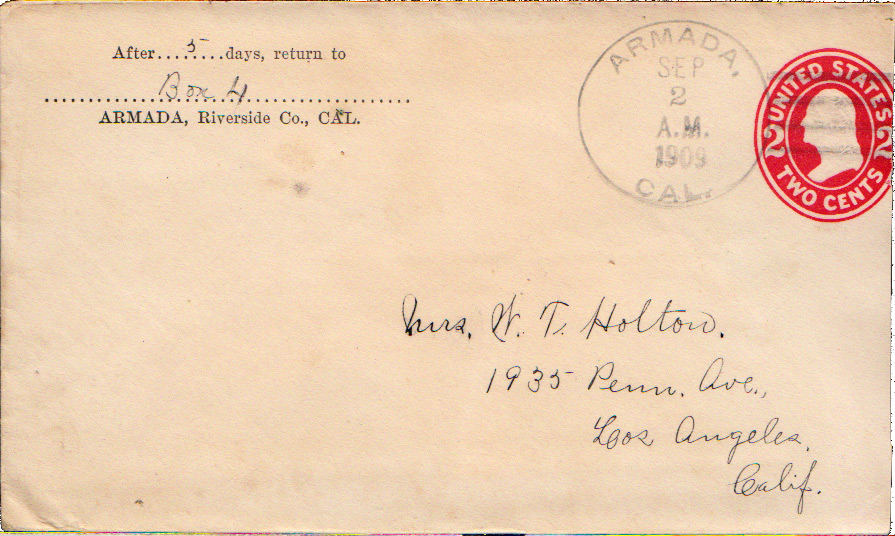 After....5....days, return to
Box 4
ARMADA, Riverside Co., CAL.
ARMADA,
SEP
2
A.M.
1909
CAL.
UNITED STATES
2 2
TWO CENTS
Mrs. W. T. Holton.
1935 Penn. Ave.,
Los Angeles,
Calif.